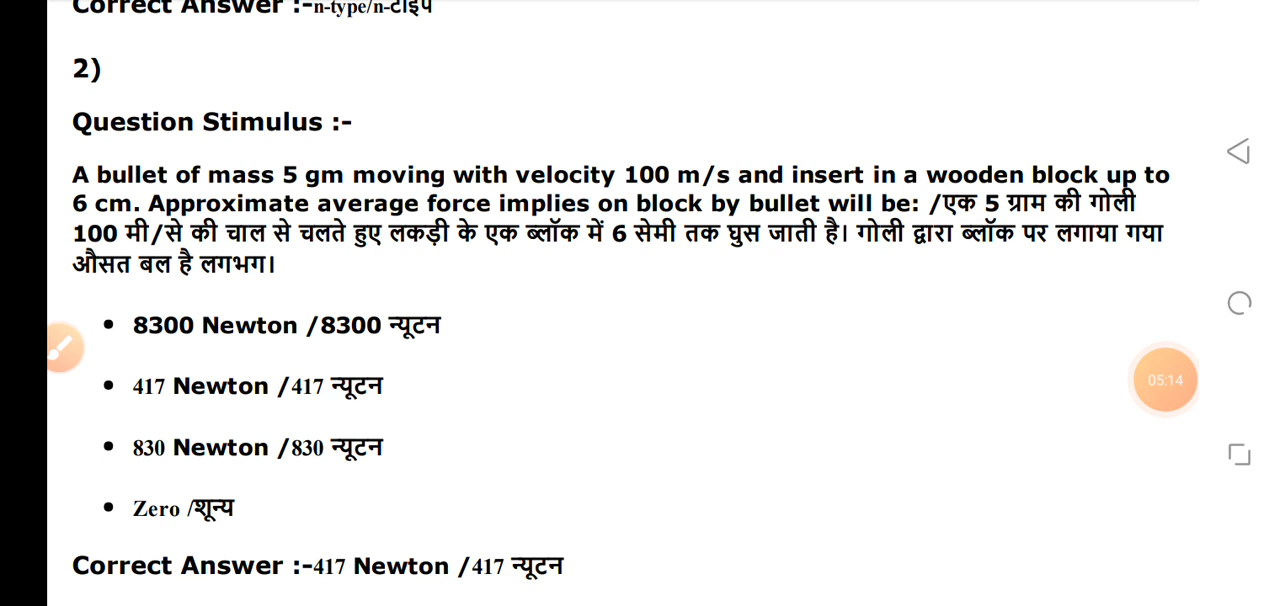 Correct Answer :-n-type/n-टाइप
2)
Question Stimulus :-
A bullet of mass 5 gm moving with velocity 100 m/s and insert in a wooden block up to
6 cm. Approximate average force implies on block by bullet will be: /एक 5 ग्राम की गोली
100 मी/से की चाल से चलते हुए लकड़ी के एक ब्लॉक में 6 सेमी तक घुस जाती है। गोली द्वारा ब्लॉक पर लगाया गया
औसत बल है लगभग।
• 8300 Newton /8300 न्यूटन
• 417 Newton /417 न्यूटन
05:14
• 830 Newton /830 न्यूटन
• Zero /शून्य
Correct Answer :-417 Newton /417 न्यूटन